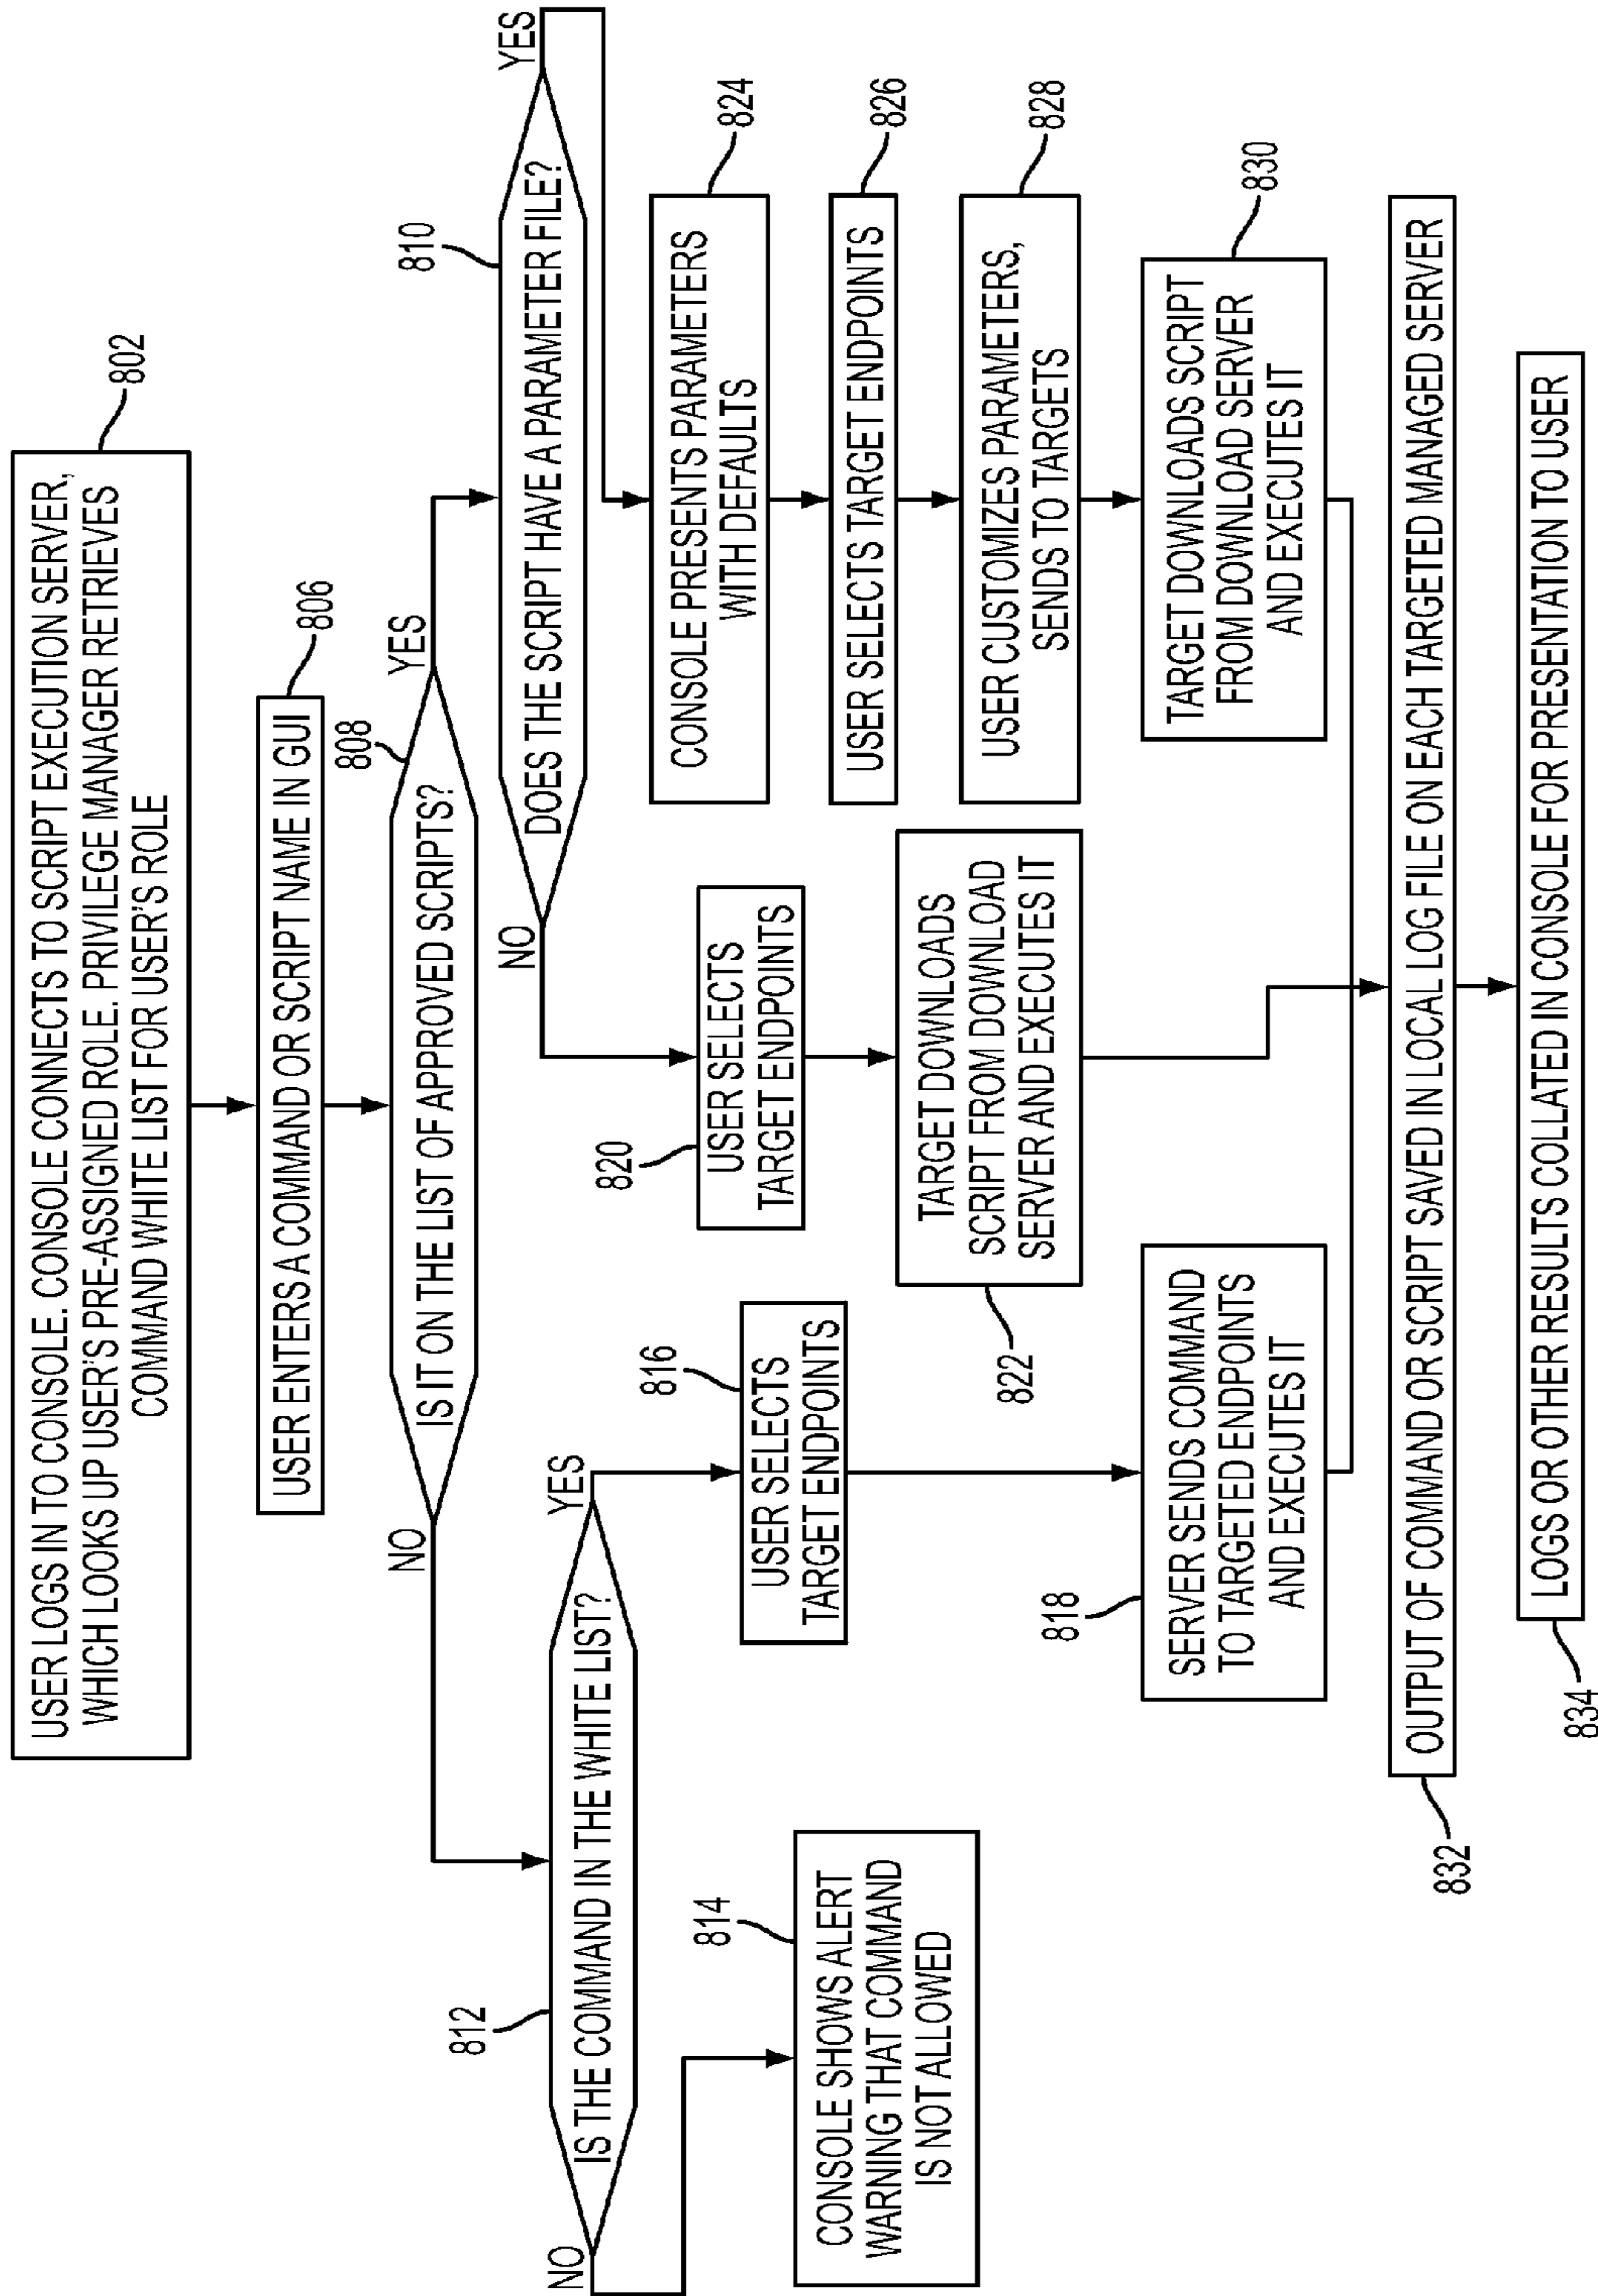 USER LOGS IN TO CONSOLE. CONSOLE CONNECTS TO SCRIPT EXECUTION SERVER,
WHICH LOOKS UP USER'S PRE-ASSIGNED ROLE. PRIVILEGE MANAGER RETRIEVES
COMMAND WHITE LIST FOR USER'S ROLE
802
USER ENTERS A COMMAND OR SCRIPT NAME IN GUI
806
808
IS IT ON THE LIST OF APPROVED SCRIPTS?
NO
YES
812
IS THE COMMAND IN THE WHITE LIST?
NO
YES
810
DOES THE SCRIPT HAVE A PARAMETER FILE?
NO
YES
814
CONSOLE SHOWS ALERT
WARNING THAT COMMAND
IS NOT ALLOWED
816
USER SELECTS
TARGET ENDPOINTS
818
SERVER SENDS COMMAND
TO TARGETED ENDPOINTS
AND EXECUTES IT
820
USER SELECTS
TARGET ENDPOINTS
TARGET DOWNLOADS
SCRIPT FROM DOWNLOAD
SERVER AND EXECUTES IT
822
CONSOLE PRESENTS PARAMETERS
WITH DEFAULTS
824
USER SELECTS TARGET ENDPOINTS
826
USER CUSTOMIZES PARAMETERS,
SENDS TO TARGETS
828
TARGET DOWNLOADS SCRIPT
FROM DOWNLOAD SERVER
AND EXECUTES IT
830
OUTPUT OF COMMAND OR SCRIPT SAVED IN LOCAL LOG FILE ON EACH TARGETED MANAGED SERVER
832
LOGS OR OTHER RESULTS COLLATED IN CONSOLE FOR PRESENTATION TO USER
834